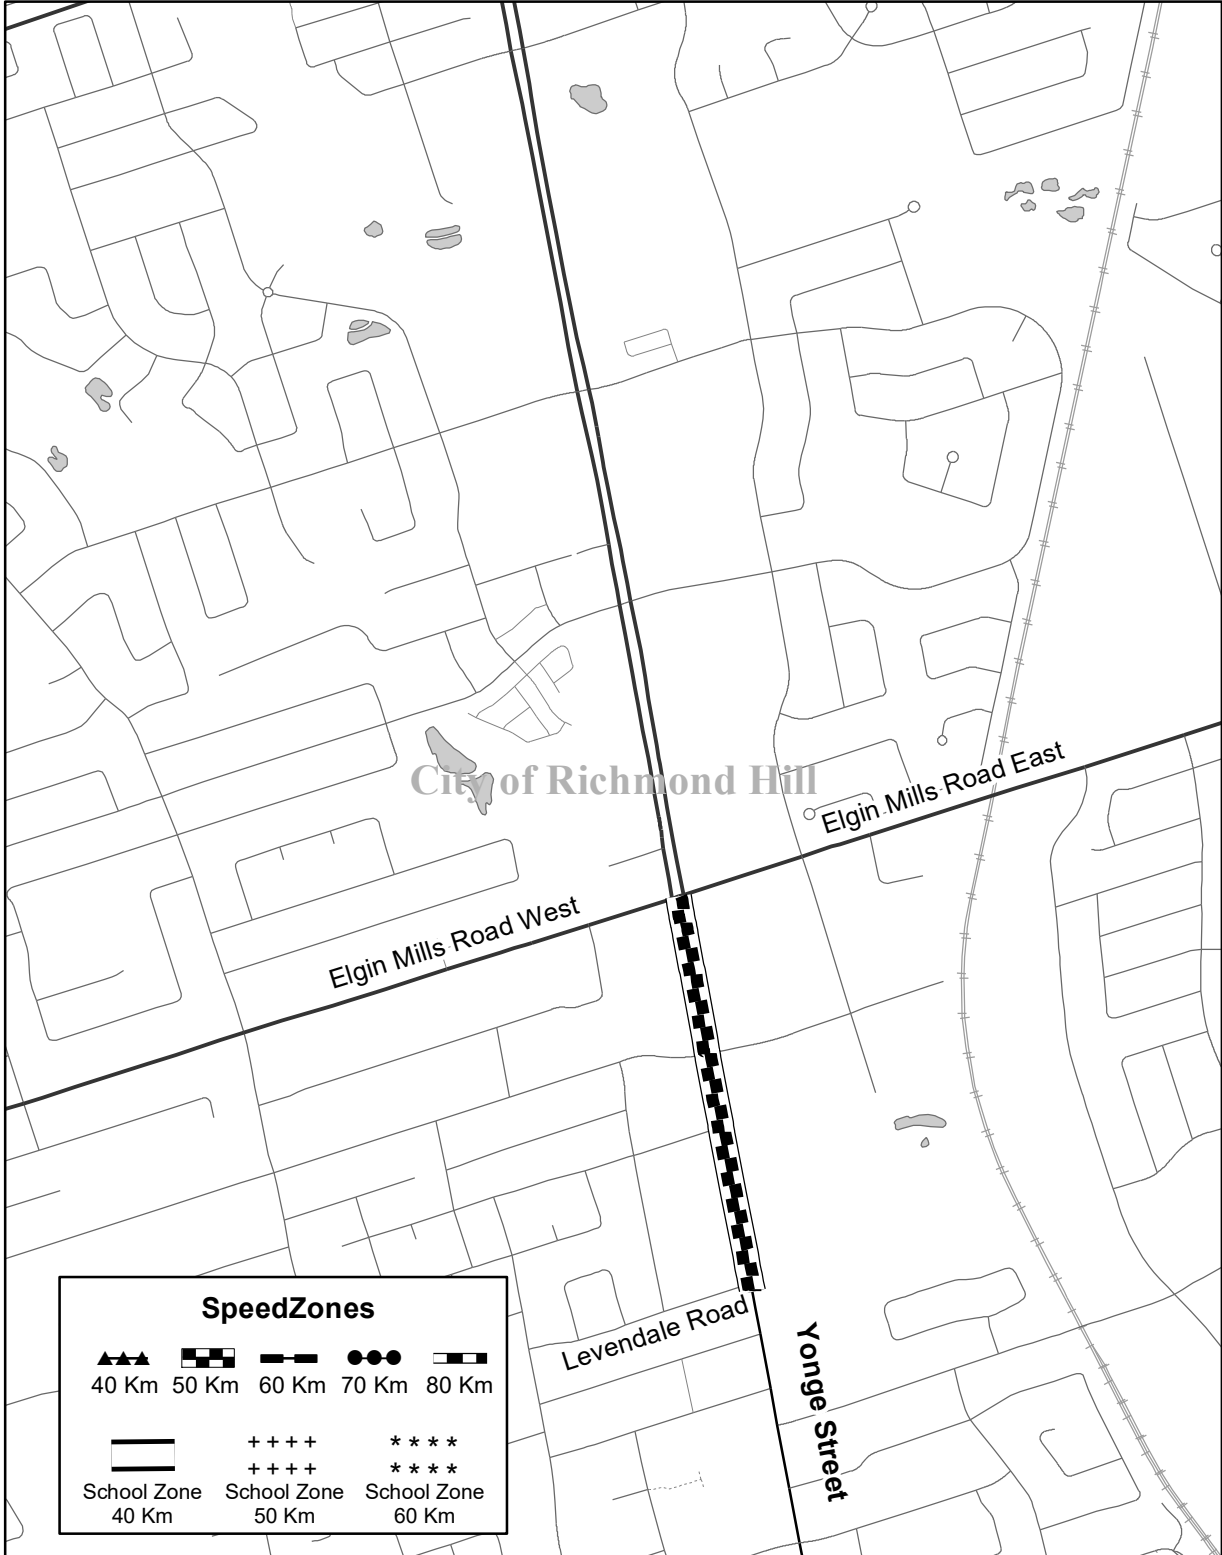 City of Richmond Hill
Elgin Mills Road East
Elgin Mills Road West
Levendale Road
Yonge Street
SpeedZones
40 Km 50 Km 60 Km 70 Km 80 Km
School Zone School Zone School Zone
40 Km 50 Km 60 Km